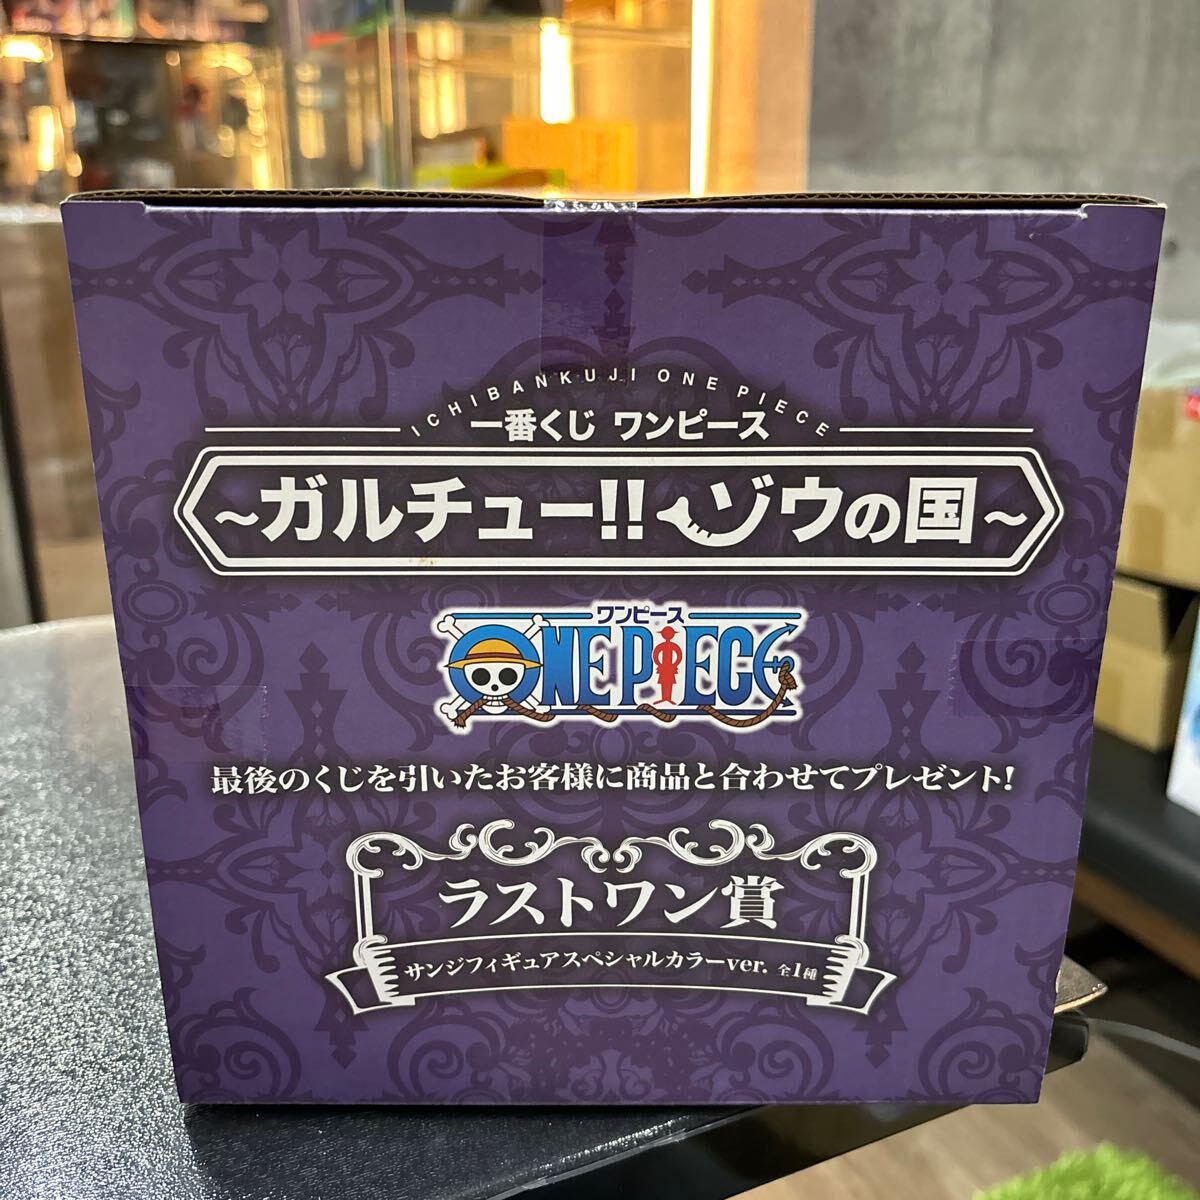 ICHIBANKUJI ONE PIECE
一番くじ ワンピース
～ガルチュー!!ゾウの国～
ワンピース
ONE PIECE
最後のくじを引いたお客様に商品と合わせてプレゼント!
ラストワン賞
サンジフィギュアスペシャルカラーver. 全1種